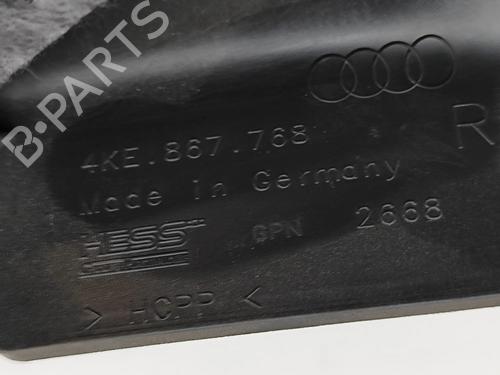 B-PARTS
4KE.867.768
R
Made in Germany
HESS
GPN 2668
> HCPP <